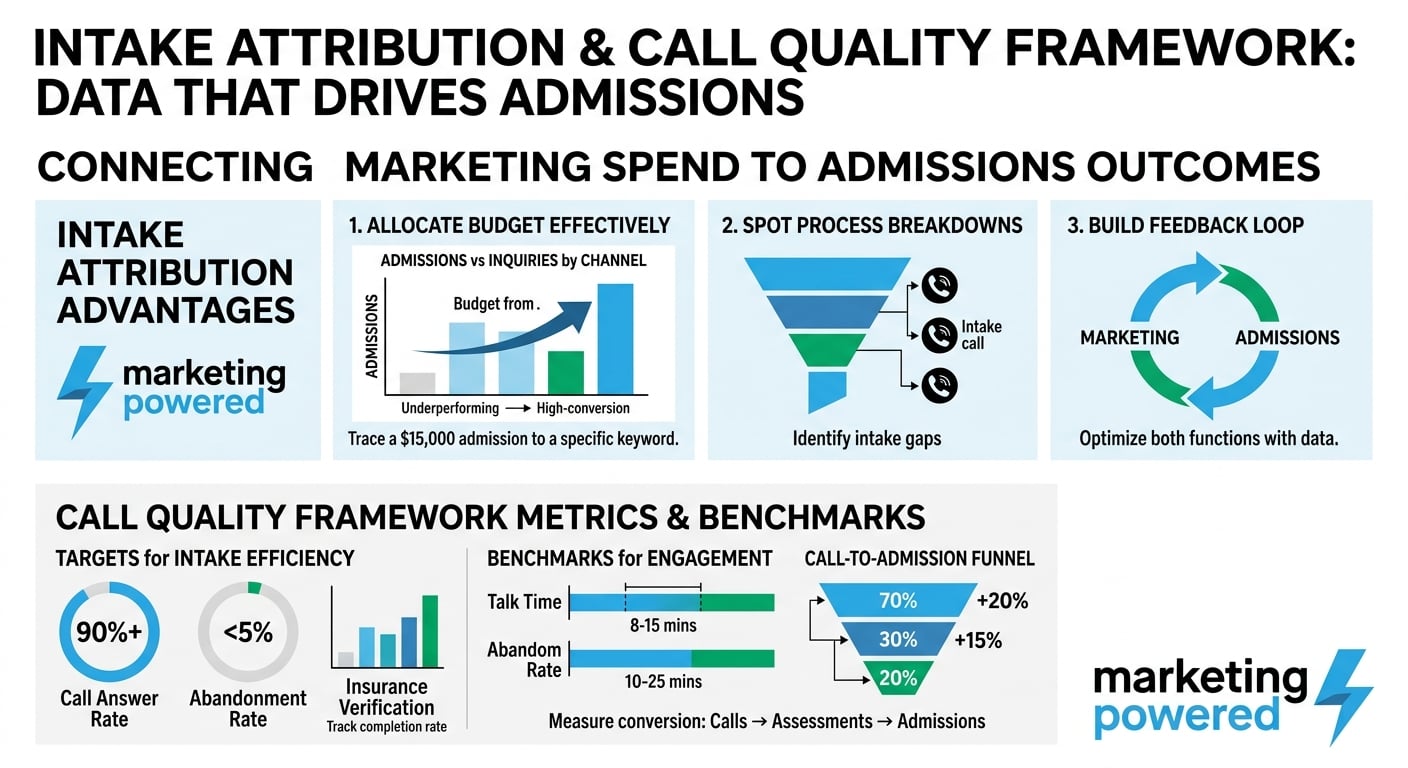 INTAKE ATTRIBUTION & CALL QUALITY FRAMEWORK:
DATA THAT DRIVES ADMISSIONS
CONNECTING MARKETING SPEND TO ADMISSIONS OUTCOMES
INTAKE
ATTRIBUTION
ADVANTAGES
marketing
powered
1. ALLOCATE BUDGET EFFECTIVELY
ADMISSIONS vs INQUIRIES by CHANNEL
ADMISSIONS
Budget from .
Underperforming → High-conversion
Trace a $15,000 admission to a specific keyword.
2. SPOT PROCESS BREAKDOWNS
Intake
call
Identify intake gaps
3. BUILD FEEDBACK LOOP
MARKETING
ADMISSIONS
Optimize both functions with data.
CALL QUALITY FRAMEWORK METRICS & BENCHMARKS
TARGETS for INTAKE EFFICIENCY
90%+
Call Answer
Rate
<5%
Abandonment
Rate
Insurance
Verification
Track completion rate
BENCHMARKS for ENGAGEMENT
Talk Time
8-15 mins
Abandom
Rate
10-25 mins
CALL-TO-ADMISSION FUNNEL
70%
+20%
30%
+15%
20%
Measure conversion: Calls → Assessments → Admissions
marketing
powered